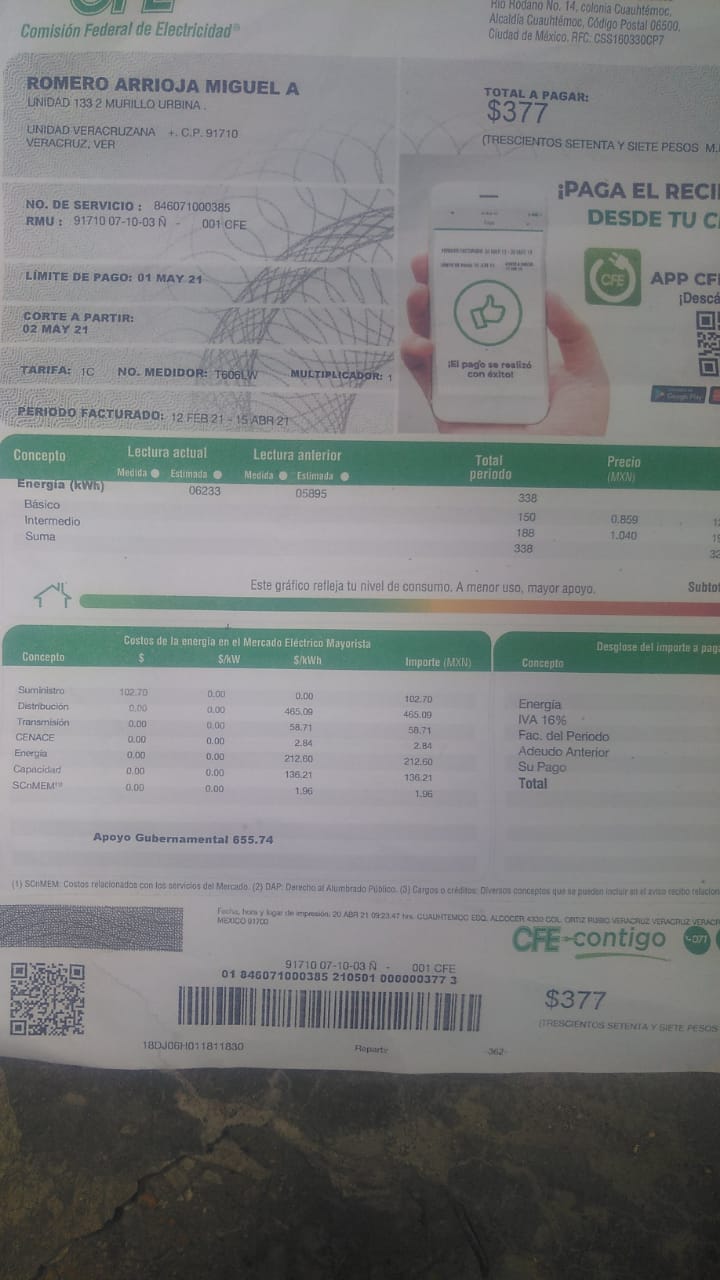 CFE
Comisión Federal de Electricidad®
Río Ródano No. 14, colonia Cuauhtémoc,
Alcaldía Cuauhtémoc, Código Postal 06500,
Ciudad de México. RFC: CSS160330CP7
ROMERO ARRIOJA MIGUEL A
UNIDAD 133 2 MURILLO URBINA .
UNIDAD VERACRUZANA +. C.P. 91710
VERACRUZ, VER
TOTAL A PAGAR:
$377
(TRESCIENTOS SETENTA Y SIETE PESOS M.
NO. DE SERVICIO : 846071000385
RMU : 91710 07-10-03 Ñ - 001 CFE
LÍMITE DE PAGO: 01 MAY 21
CORTE A PARTIR:
02 MAY 21
TARIFA: 1C NO. MEDIDOR: T606LW MULTIPLICADOR: 1
PERIODO FACTURADO: 12 FEB 21 - 15 ABR 21
¡PAGA EL RECI
DESDE TU C
CFE
APP CF
¡Descá
¡El pago se realizó
con éxito!
Google Play
Concepto Lectura actual Lectura anterior Total periodo Precio (MXN)
Medida Estimada Medida Estimada
Energía (kWh) 06233 05895 338
Básico 150 0.859
Intermedio 188 1.040
Suma 338
Este gráfico refleja tu nivel de consumo. A menor uso, mayor apoyo.
Subto
Costos de la energía en el Mercado Eléctrico Mayorista
Concepto $ $/kW $/kWh Importe (MXN)
Suministro 102.70 0.00 0.00 102.70
Distribución 0.00 0.00 465.09 465.09
Transmisión 0.00 0.00 58.71 58.71
CENACE 0.00 0.00 2.84 2.84
Energía 0.00 0.00 212.60 212.60
Capacidad 0.00 0.00 136.21 136.21
SCnMEM⁽¹⁾ 0.00 0.00 1.96 1.96
Apoyo Gubernamental 655.74
Desglose del importe a paga
Concepto
Energía
IVA 16%
Fac. del Periodo
Adeudo Anterior
Su Pago
Total
(1) SCnMEM: Costos relacionados con los servicios del Mercado. (2) DAP: Derecho al Alumbrado Público. (3) Cargos o créditos: Diversos conceptos que se pueden incluir en el aviso recibo relacion
Fecha, hora y lugar de impresión: 20 ABR 21 09:23:47 hrs. CUAUHTEMOC ESQ. ALCOCER 4330 COL. ORTIZ RUBIO VERACRUZ VERACRUZ VERA
MEXICO 91700
CFE-contigo
071
91710 07-10-03 Ñ - 001 CFE
01 846071000385 210501 000000377 3
$377
(TRESCIENTOS SETENTA Y SIETE PESOS
18DJ06H011811830 Repartir -362-